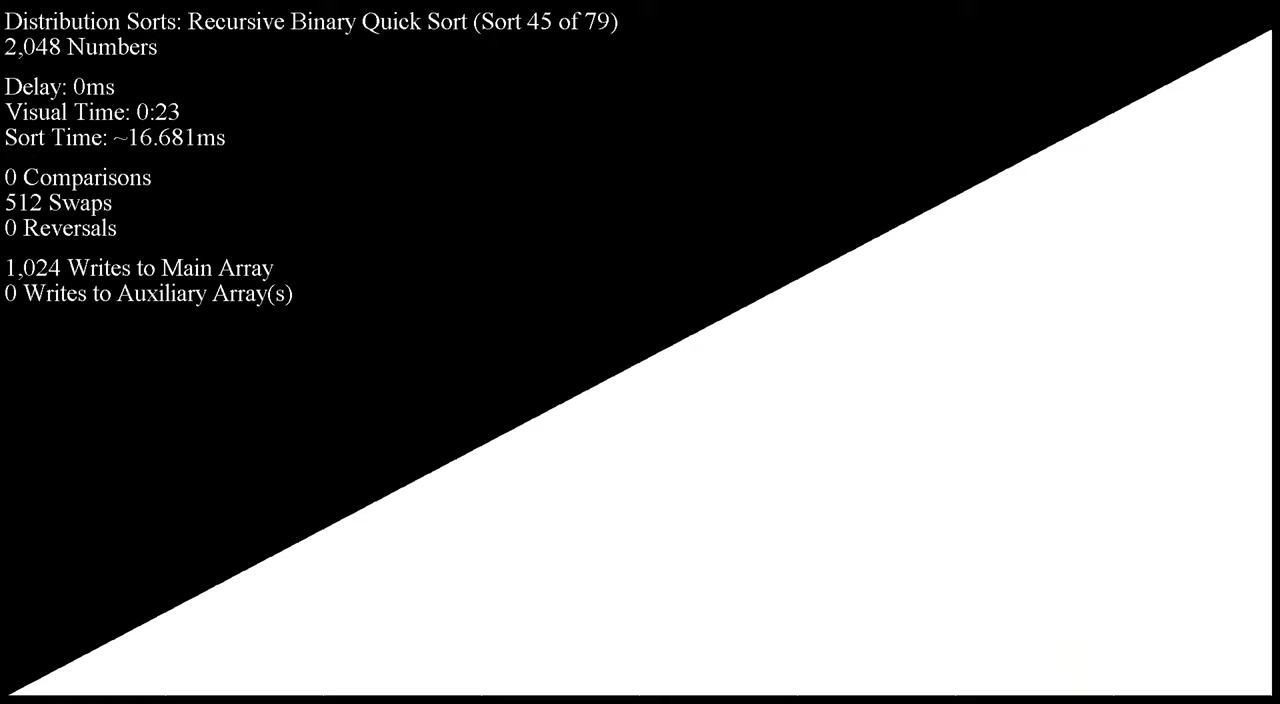 Distribution Sorts: Recursive Binary Quick Sort (Sort 45 of 79)
2,048 Numbers
Delay: 0ms
Visual Time: 0:23
Sort Time: ~16.681ms
0 Comparisons
512 Swaps
0 Reversals
1,024 Writes to Main Array
0 Writes to Auxiliary Array(s)